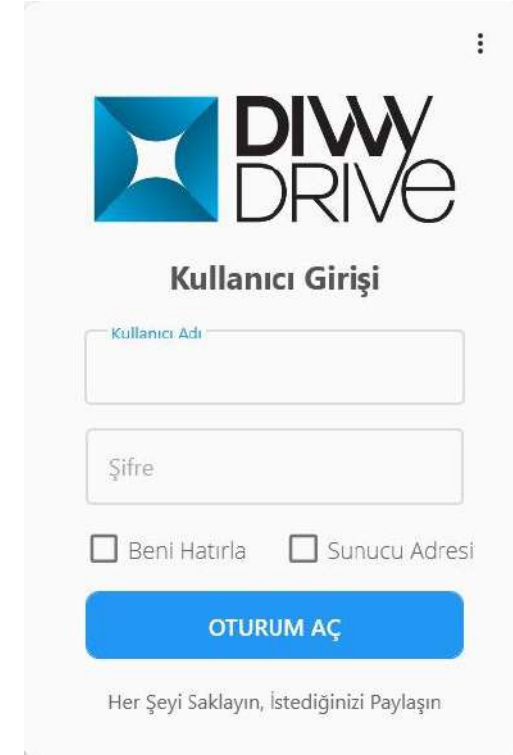 DIVVY
DRIVe
Kullanıcı Girişi
Kullanıcı Adı
Şifre
Beni Hatırla
Sunucu Adresi
OTURUM AÇ
Her Şeyi Saklayın, İstediğinizi Paylaşın